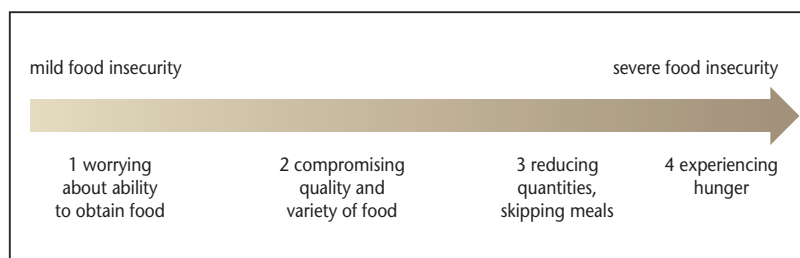 mild food insecurity
severe food insecurity
1 worrying
about ability
to obtain food
2 compromising
quality and
variety of food
3 reducing
quantities,
skipping meals
4 experiencing
hunger